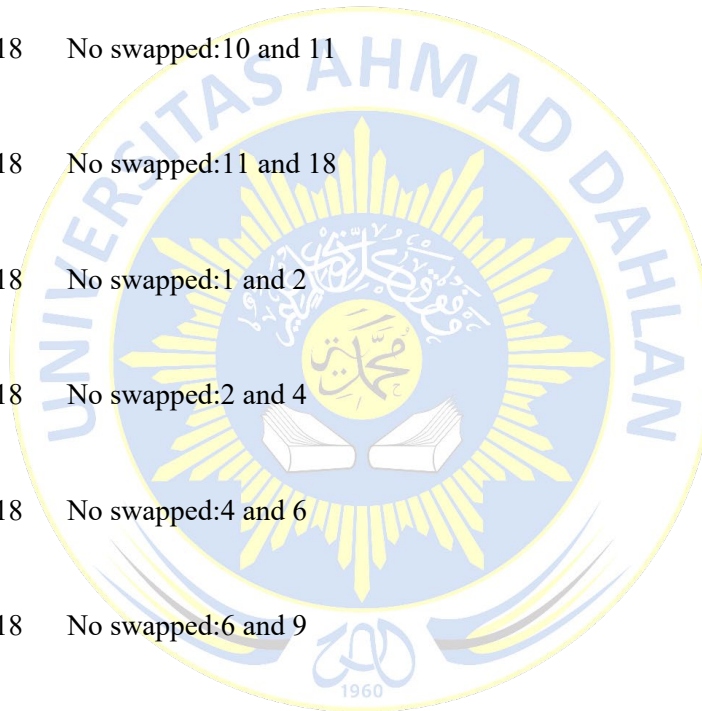 18 No swapped:10 and 11
18 No swapped:11 and 18
18 No swapped:1 and 2
18 No swapped:2 and 4
18 No swapped:4 and 6
18 No swapped:6 and 9
UNIVERSITAS AHMAD DAHLAN
1960